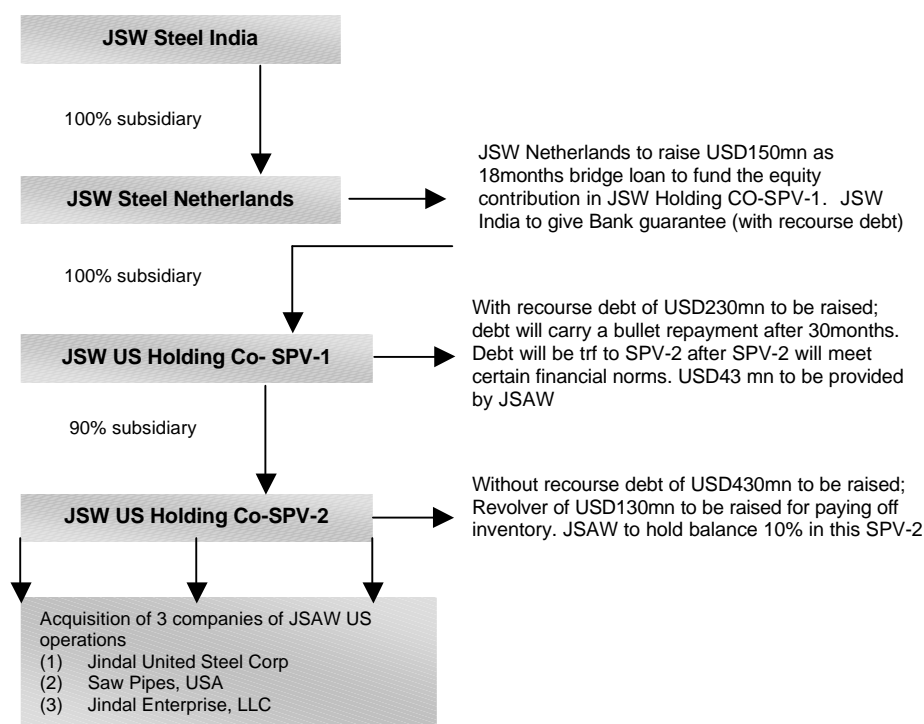 JSW Steel India
100% subsidiary
JSW Steel Netherlands
JSW Netherlands to raise USD150mn as
18months bridge loan to fund the equity
contribution in JSW Holding CO-SPV-1. JSW
India to give Bank guarantee (with recourse debt)
100% subsidiary
JSW US Holding Co- SPV-1
With recourse debt of USD230mn to be raised;
debt will carry a bullet repayment after 30months.
Debt will be trf to SPV-2 after SPV-2 will meet
certain financial norms. USD43 mn to be provided
by JSAW
90% subsidiary
JSW US Holding Co-SPV-2
Without recourse debt of USD430mn to be raised;
Revolver of USD130mn to be raised for paying off
inventory. JSAW to hold balance 10% in this SPV-2
Acquisition of 3 companies of JSAW US
operations
(1) Jindal United Steel Corp
(2) Saw Pipes, USA
(3) Jindal Enterprise, LLC